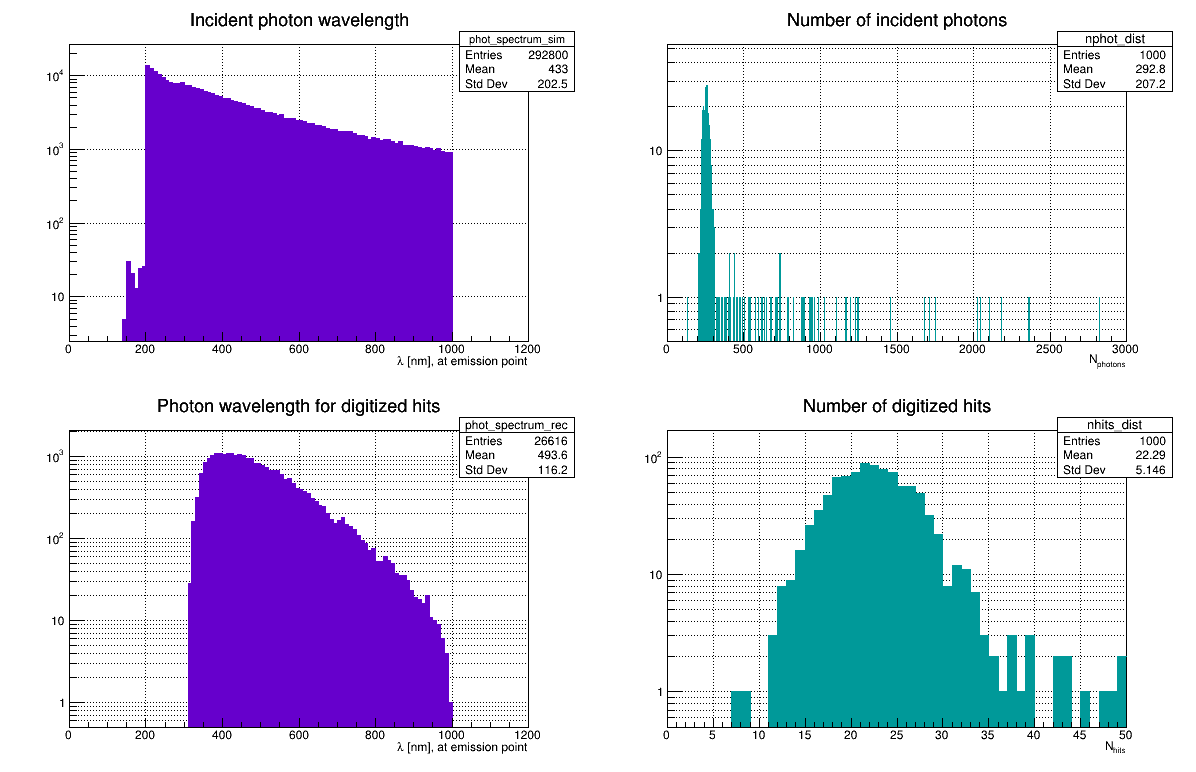 Incident photon wavelength
phot_spectrum_sim
Entries 292800
Mean 433
Std Dev 202.5
10^4
10^3
10^2
10
0 200 400 600 800 1000 1200
λ [nm], at emission point
Number of incident photons
nphot_dist
Entries 1000
Mean 292.8
Std Dev 207.2
10
1
0 500 1000 1500 2000 2500 3000
N_photons
Photon wavelength for digitized hits
phot_spectrum_rec
Entries 26616
Mean 493.6
Std Dev 116.2
10^3
10^2
10
1
0 200 400 600 800 1000 1200
λ [nm], at emission point
Number of digitized hits
nhits_dist
Entries 1000
Mean 22.29
Std Dev 5.146
10^2
10
1
0 5 10 15 20 25 30 35 40 45 50
N_hits